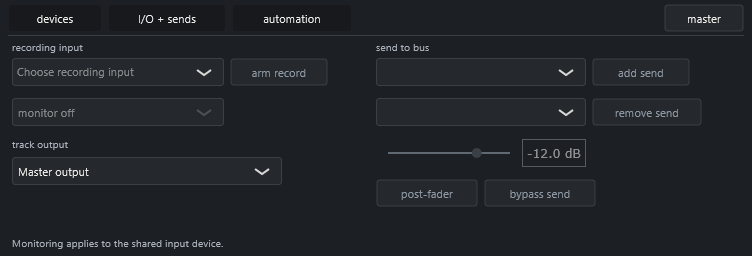 devices
I/O + sends
automation
master
recording input
Choose recording input
arm record
monitor off
track output
Master output
send to bus
add send
remove send
-12.0 dB
post-fader
bypass send
Monitoring applies to the shared input device.